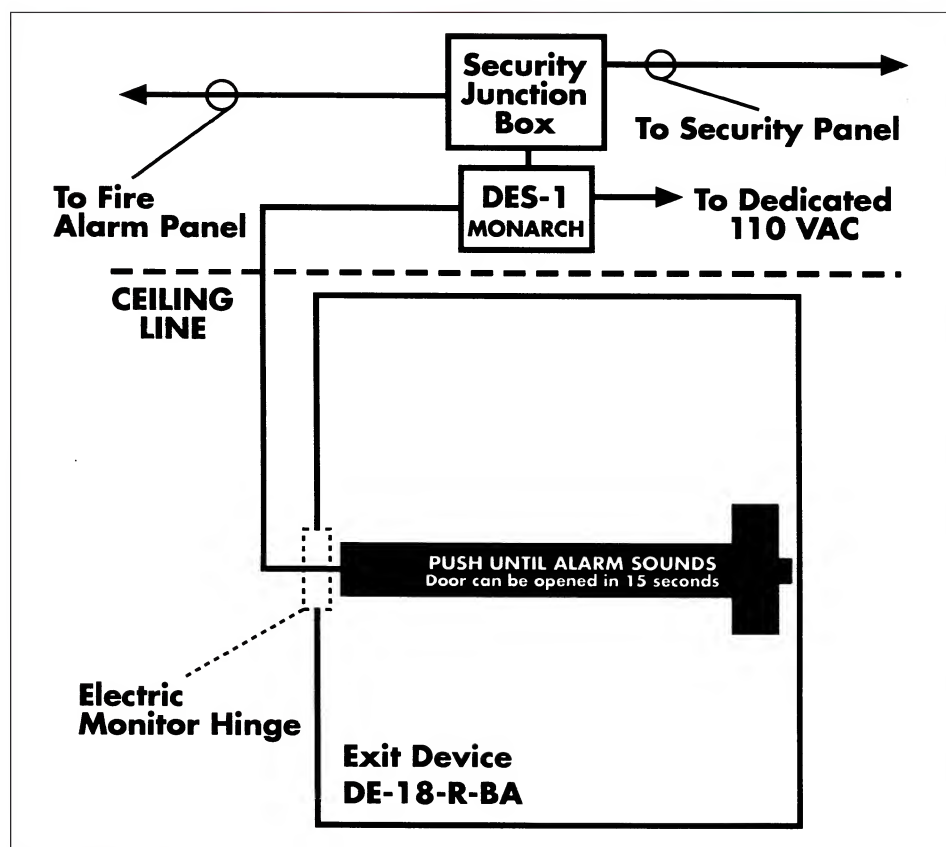 Security
Junction
Box
To Security Panel
To Fire
Alarm Panel
DES-1
MONARCH
To Dedicated
110 VAC
CEILING
LINE
PUSH UNTIL ALARM SOUNDS
Door can be opened in 15 seconds
Electric
Monitor Hinge
Exit Device
DE-18-R-BA